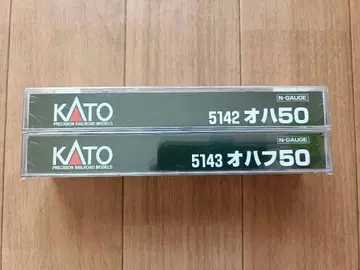 KATO
PRECISION RAILROAD MODELS
N-GAUGE
5142 オハ50
KATO
PRECISION RAILROAD MODELS
N-GAUGE
5143 オハフ50